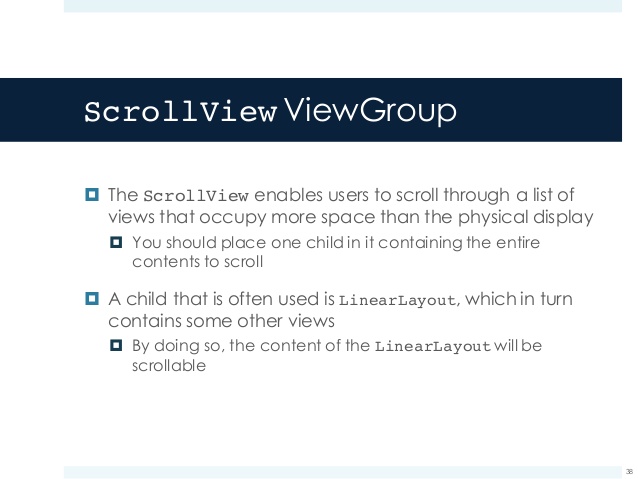 ScrollView ViewGroup
The ScrollView enables users to scroll through a list of
views that occupy more space than the physical display
You should place one child in it containing the entire
contents to scroll
A child that is often used is LinearLayout, which in turn
contains some other views
By doing so, the content of the LinearLayout will be
scrollable
38